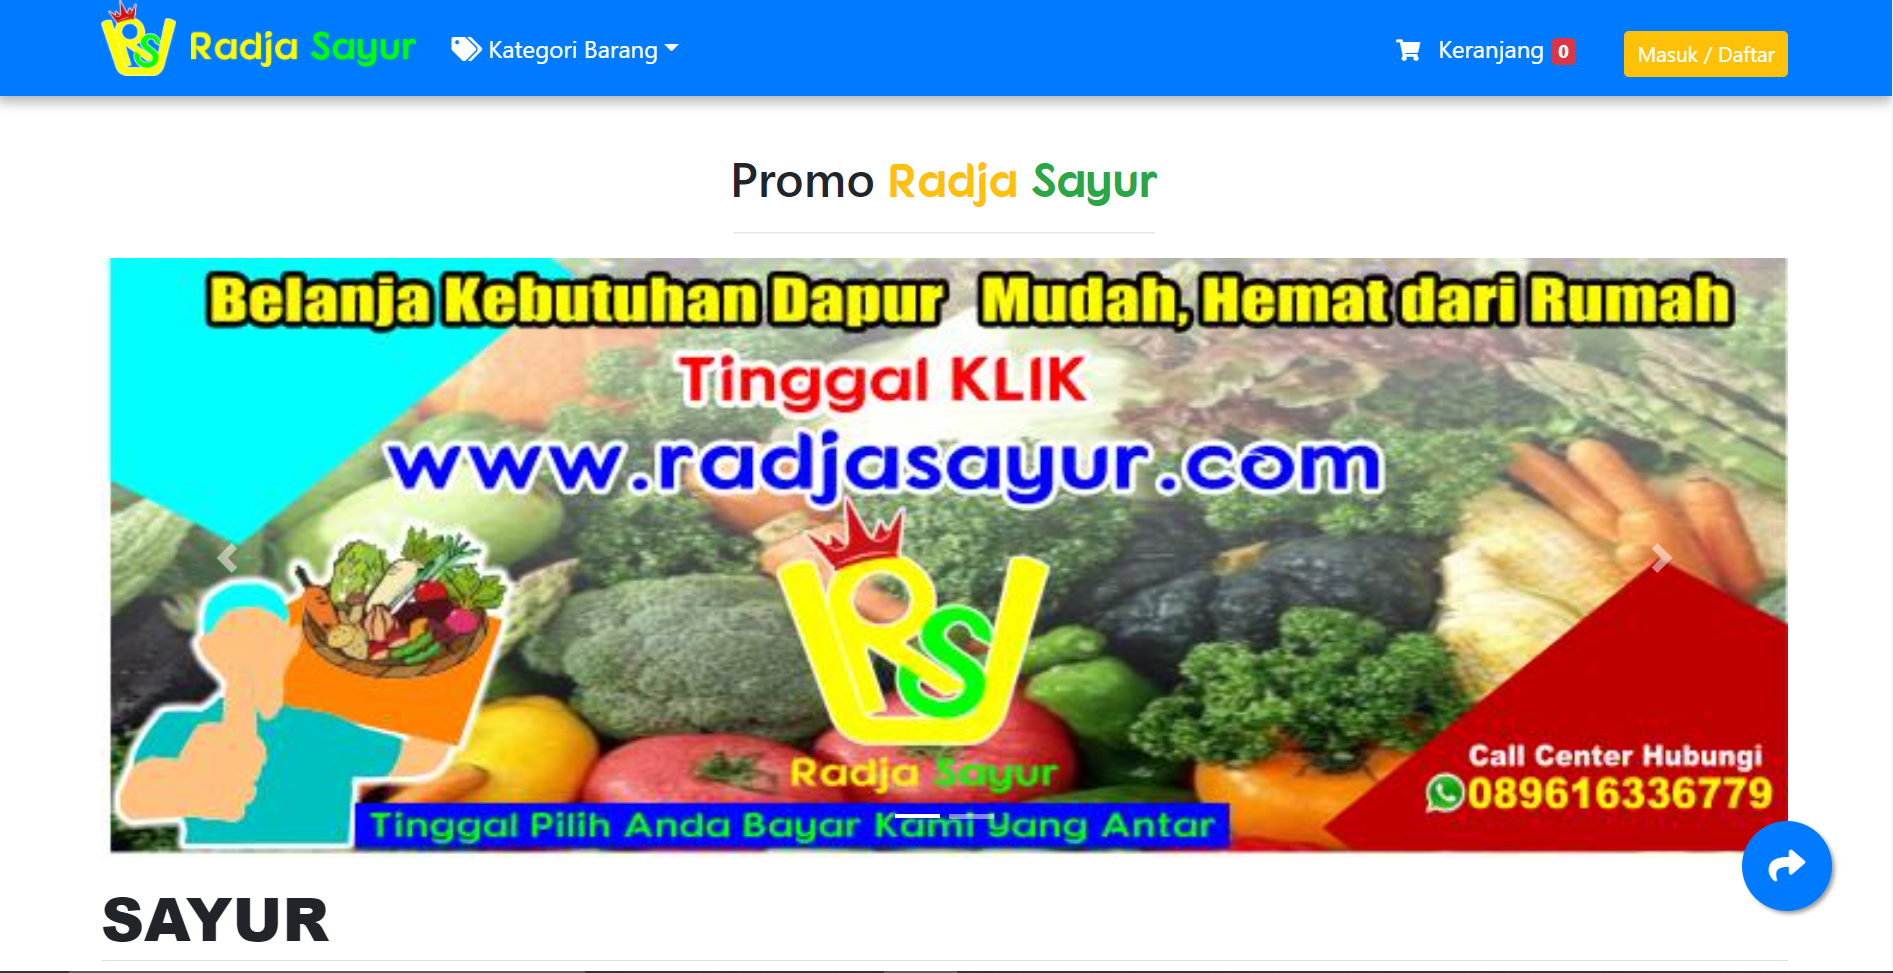 Radja Sayur
Kategori Barang
Keranjang 0
Masuk / Daftar
Promo Radja Sayur
Belanja Kebutuhan Dapur Mudah, Hemat dari Rumah
Tinggal KLIK
www.radjasayur.com
RS
Radja Sayur
Call Center Hubungi
089616336779
Tinggal Pilih Anda Bayar Kami Yang Antar
SAYUR